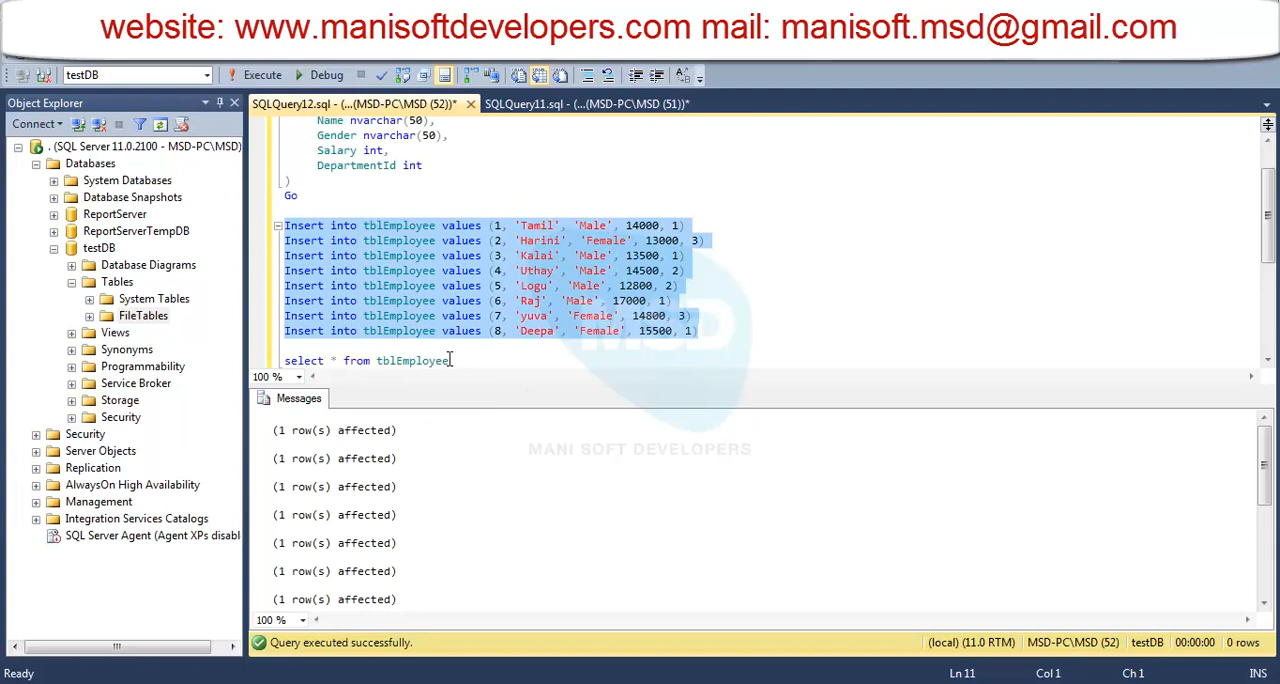 website: www.manisoftdevelopers.com mail: manisoft.msd@gmail.com
testDB Execute Debug
Object Explorer
SQLQuery12.sql - (...(MSD-PC\MSD (52))* SQLQuery11.sql - (...(MSD-PC\MSD (51))*
Connect
. (SQL Server 11.0.2100 - MSD-PC\MSD)
Databases
System Databases
Database Snapshots
ReportServer
ReportServerTempDB
testDB
Database Diagrams
Tables
System Tables
FileTables
Views
Synonyms
Programmability
Service Broker
Storage
Security
Security
Server Objects
Replication
AlwaysOn High Availability
Management
Integration Services Catalogs
SQL Server Agent (Agent XPs disabl
Name nvarchar(50),
Gender nvarchar(50),
Salary int,
DepartmentId int
)
Go
Insert into tblEmployee values (1, 'Tamil', 'Male', 14000, 1)
Insert into tblEmployee values (2, 'Harini', 'Female', 13000, 3)
Insert into tblEmployee values (3, 'Kalai', 'Male', 13500, 1)
Insert into tblEmployee values (4, 'Uthay', 'Male', 14500, 2)
Insert into tblEmployee values (5, 'Logu', 'Male', 12800, 2)
Insert into tblEmployee values (6, 'Raj', 'Male', 17000, 1)
Insert into tblEmployee values (7, 'yuva', 'Female', 14800, 3)
Insert into tblEmployee values (8, 'Deepa', 'Female', 15500, 1)
select * from tblEmployee
100 %
Messages
MSD
MANI SOFT DEVELOPERS
(1 row(s) affected)
(1 row(s) affected)
(1 row(s) affected)
(1 row(s) affected)
(1 row(s) affected)
(1 row(s) affected)
(1 row(s) affected)
100 %
Query executed successfully. (local) (11.0 RTM) MSD-PC\MSD (52) testDB 00:00:00 0 rows
Ready Ln 11 Col 1 Ch 1 INS